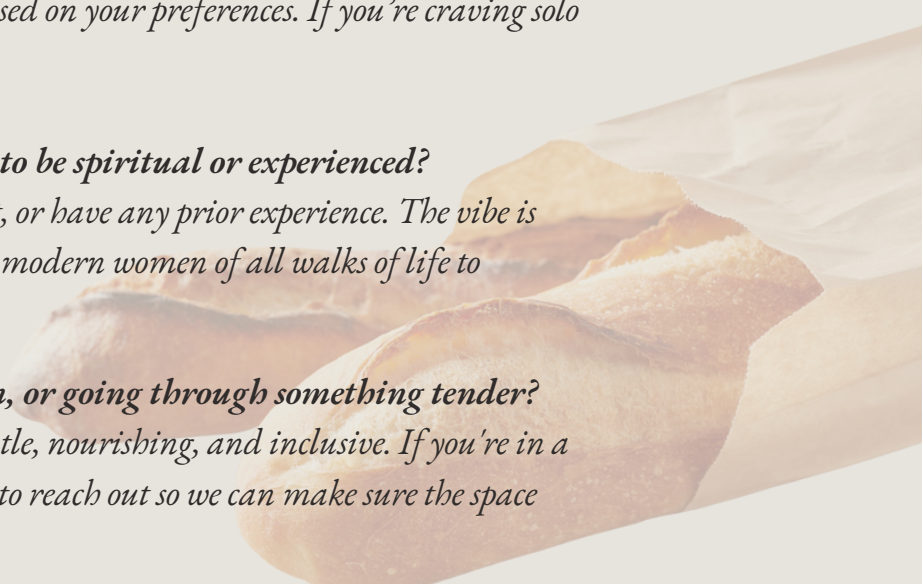 sed on your preferences. If you’re craving solo
to be spiritual or experienced?
, or have any prior experience. The vibe is
modern women of all walks of life to
, or going through something tender?
tle, nourishing, and inclusive. If you're in a
to reach out so we can make sure the space